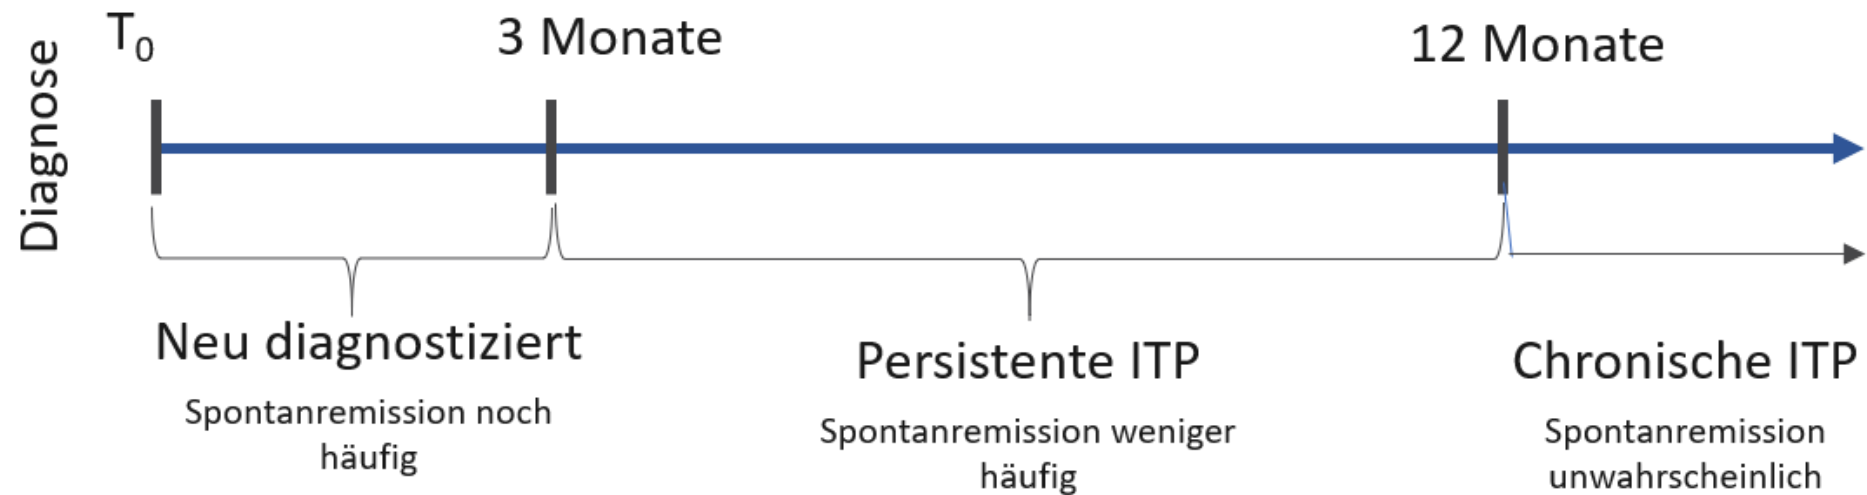 Diagnose
T₀
3 Monate
12 Monate
Neu diagnostiziert
Spontanremission noch
häufig
Persistente ITP
Spontanremission weniger
häufig
Chronische ITP
Spontanremission
unwahrscheinlich